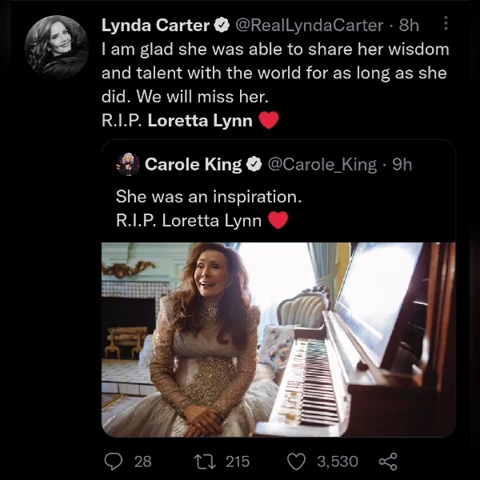 Lynda Carter @RealLyndaCarter · 8h
I am glad she was able to share her wisdom
and talent with the world for as long as she
did. We will miss her.
R.I.P. Loretta Lynn ❤️
Carole King @Carole_King · 9h
She was an inspiration.
R.I.P. Loretta Lynn ❤️
28 215 3,530